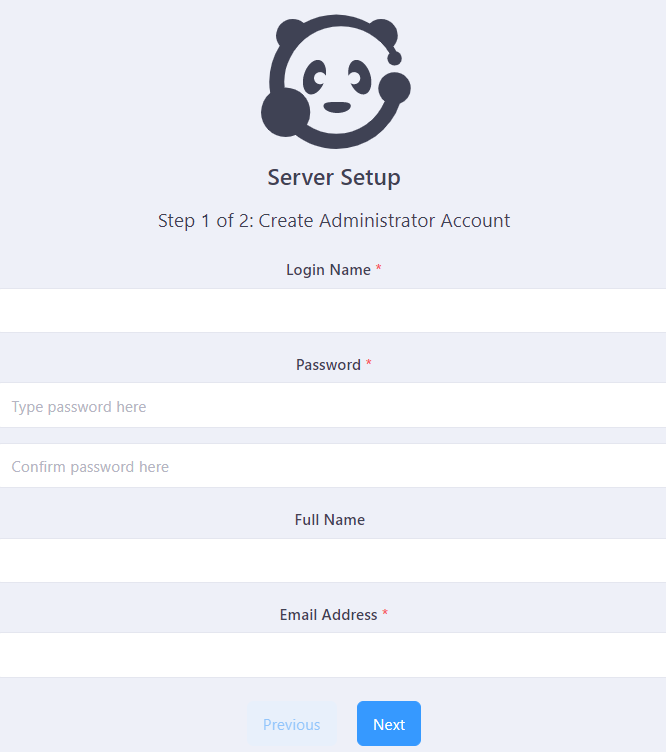 Server Setup
Step 1 of 2: Create Administrator Account
Login Name *
Password *
Type password here
Confirm password here
Full Name
Email Address *
Previous Next